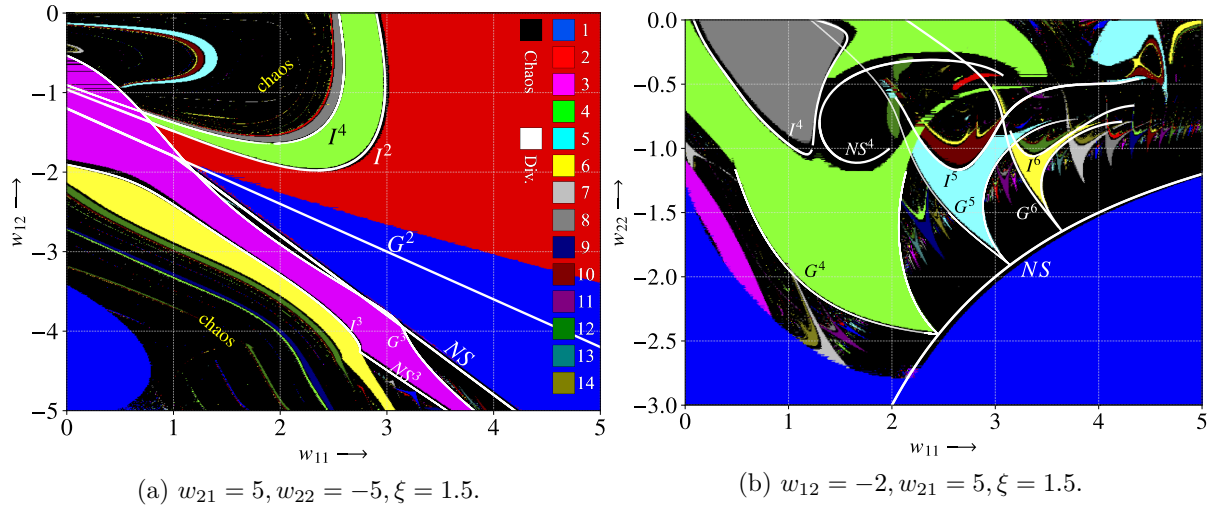 0
−1
−2
−3
−4
−5
w₁₂ ⟶
0 1 2 3 4 5
w₁₁ ⟶
chaos
chaos
I⁴
I²
G²
I³
G³
NS
NS³
Chaos
Div.
1
2
3
4
5
6
7
8
9
10
11
12
13
14
(a) w₂₁ = 5, w₂₂ = −5, ξ = 1.5.
0.0
−0.5
−1.0
−1.5
−2.0
−2.5
−3.0
w₂₂ ⟶
0 1 2 3 4 5
w₁₁ ⟶
I⁴
NS⁴
I⁵
I⁶
G⁵
G⁶
G⁴
NS
(b) w₁₂ = −2, w₂₁ = 5, ξ = 1.5.